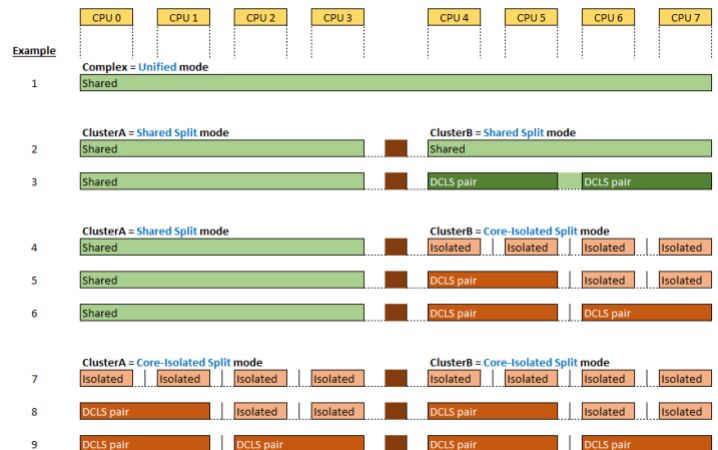 CPU 0 CPU 1 CPU 2 CPU 3 CPU 4 CPU 5 CPU 6 CPU 7
Example
Complex = Unified mode
1 Shared
ClusterA = Shared Split mode ClusterB = Shared Split mode
2 Shared Shared
3 Shared DCLS pair DCLS pair
ClusterA = Shared Split mode ClusterB = Core-Isolated Split mode
4 Shared Isolated Isolated Isolated Isolated
5 Shared DCLS pair Isolated Isolated
6 Shared DCLS pair DCLS pair
ClusterA = Core-Isolated Split mode ClusterB = Core-Isolated Split mode
7 Isolated Isolated Isolated Isolated Isolated Isolated Isolated Isolated
8 DCLS pair Isolated Isolated DCLS pair Isolated Isolated
9 DCLS pair DCLS pair DCLS pair DCLS pair